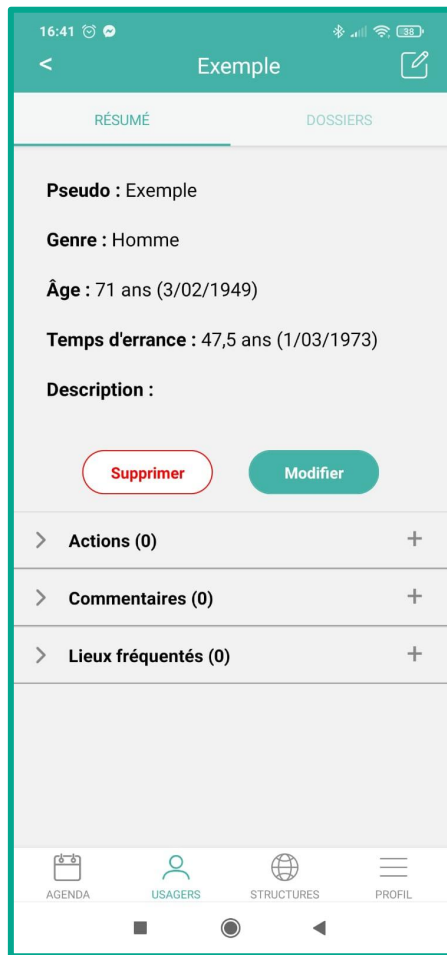 16:41 38
< Exemple
RÉSUMÉ DOSSIERS
Pseudo : Exemple
Genre : Homme
Âge : 71 ans (3/02/1949)
Temps d'errance : 47,5 ans (1/03/1973)
Description :
Supprimer Modifier
Actions (0) +
Commentaires (0) +
Lieux fréquentés (0) +
AGENDA USAGERS STRUCTURES PROFIL